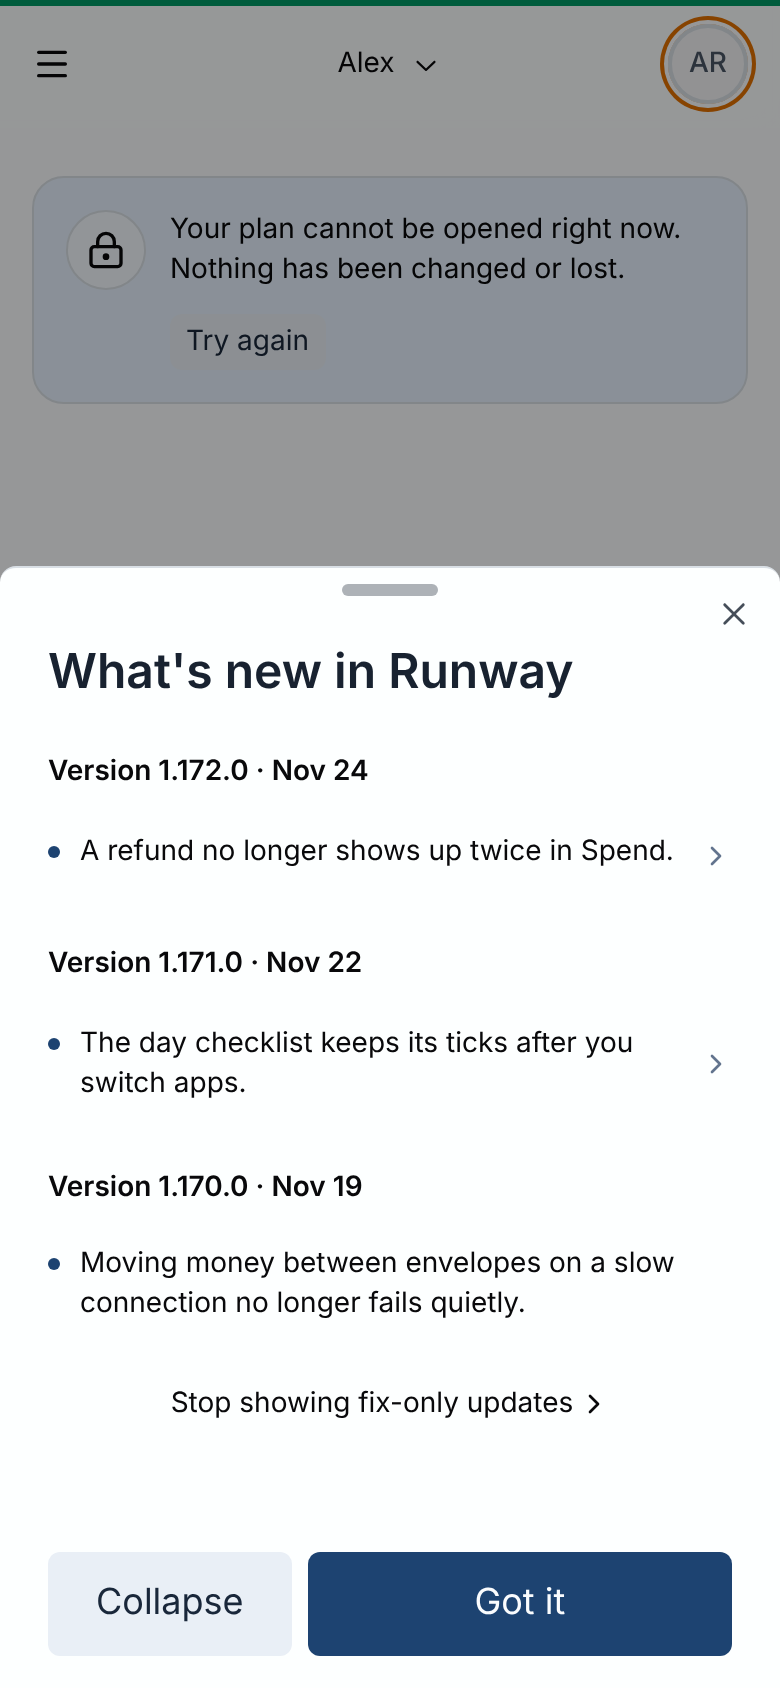 Alex
AR
Your plan cannot be opened right now.
Nothing has been changed or lost.
Try again
What's new in Runway
Version 1.172.0 · Nov 24
A refund no longer shows up twice in Spend.
Version 1.171.0 · Nov 22
The day checklist keeps its ticks after you
switch apps.
Version 1.170.0 · Nov 19
Moving money between envelopes on a slow
connection no longer fails quietly.
Stop showing fix-only updates
Collapse
Got it